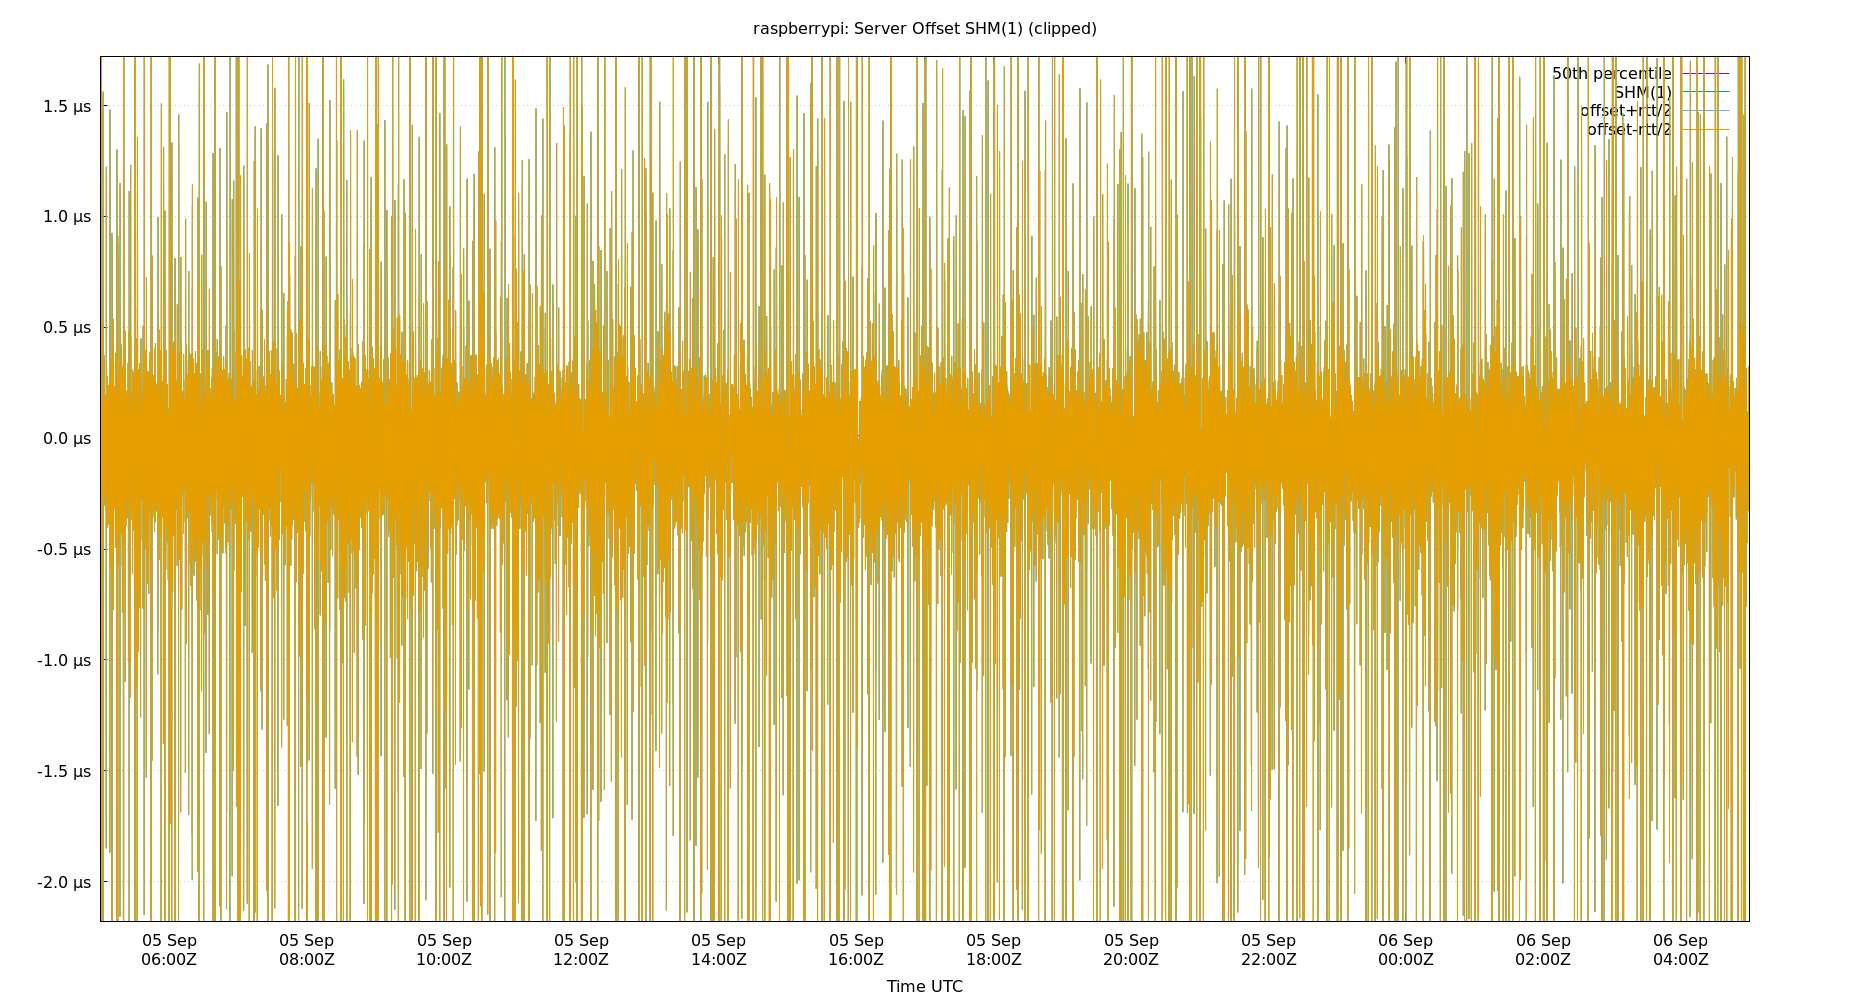 raspberrypi: Server Offset SHM(1) (clipped)
50th percentile
SHM(1)
offset+rtt/2
offset-rtt/2
1.5 µs
1.0 µs
0.5 µs
0.0 µs
-0.5 µs
-1.0 µs
-1.5 µs
-2.0 µs
05 Sep 05 Sep 05 Sep 05 Sep 05 Sep 05 Sep 05 Sep 05 Sep 05 Sep 06 Sep 06 Sep 06 Sep
06:00Z 08:00Z 10:00Z 12:00Z 14:00Z 16:00Z 18:00Z 20:00Z 22:00Z 00:00Z 02:00Z 04:00Z
Time UTC